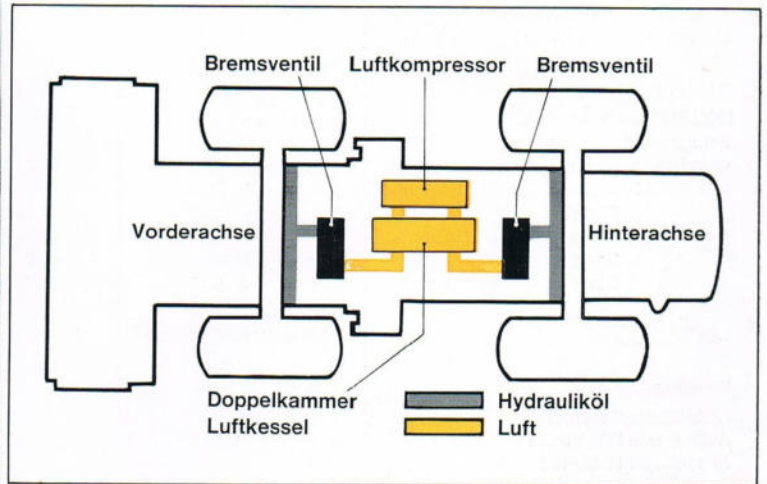 Bremsventil
Luftkompressor
Bremsventil
Vorderachse
Hinterachse
Doppelkammer
Luftkessel
Hydrauliköl
Luft